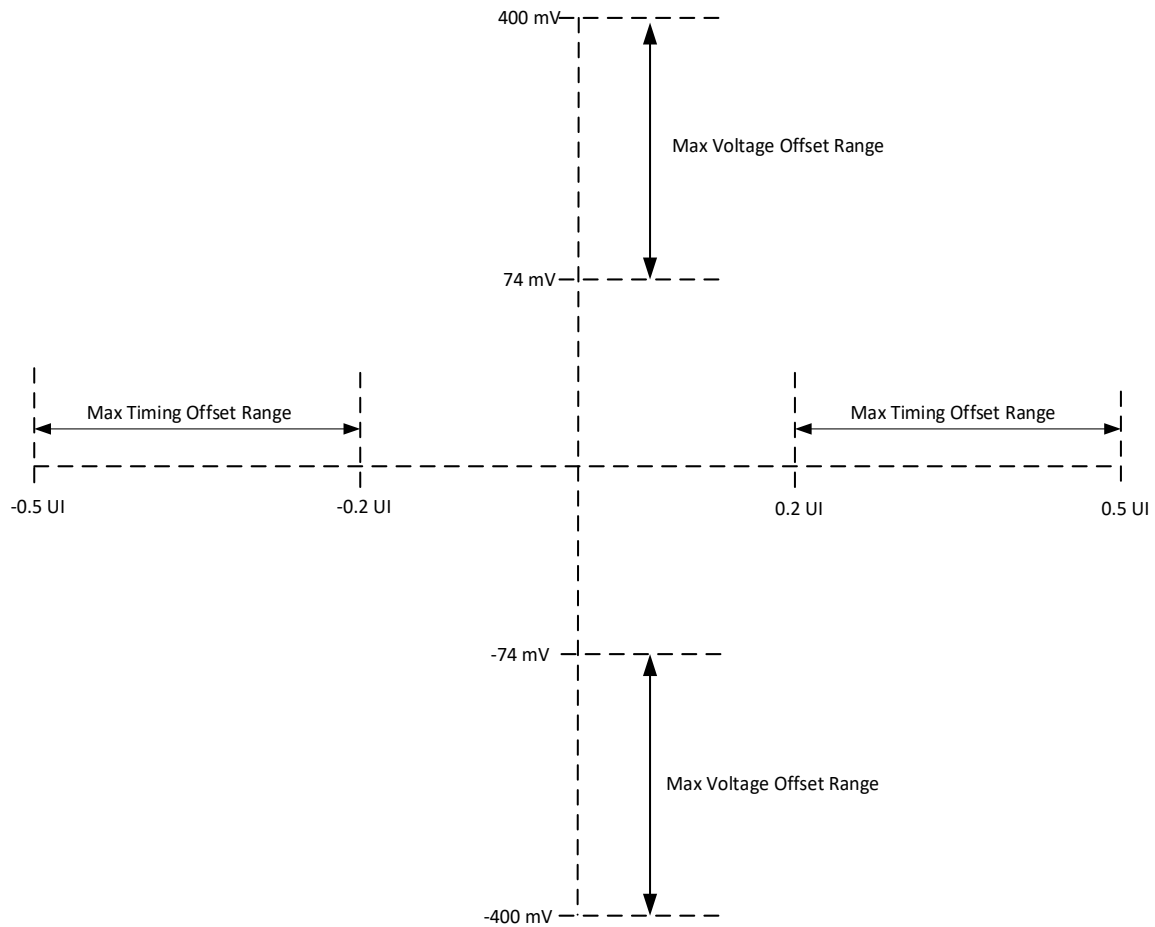 400 mV
Max Voltage Offset Range
74 mV
Max Timing Offset Range
Max Timing Offset Range
-0.5 UI
-0.2 UI
0.2 UI
0.5 UI
-74 mV
Max Voltage Offset Range
-400 mV